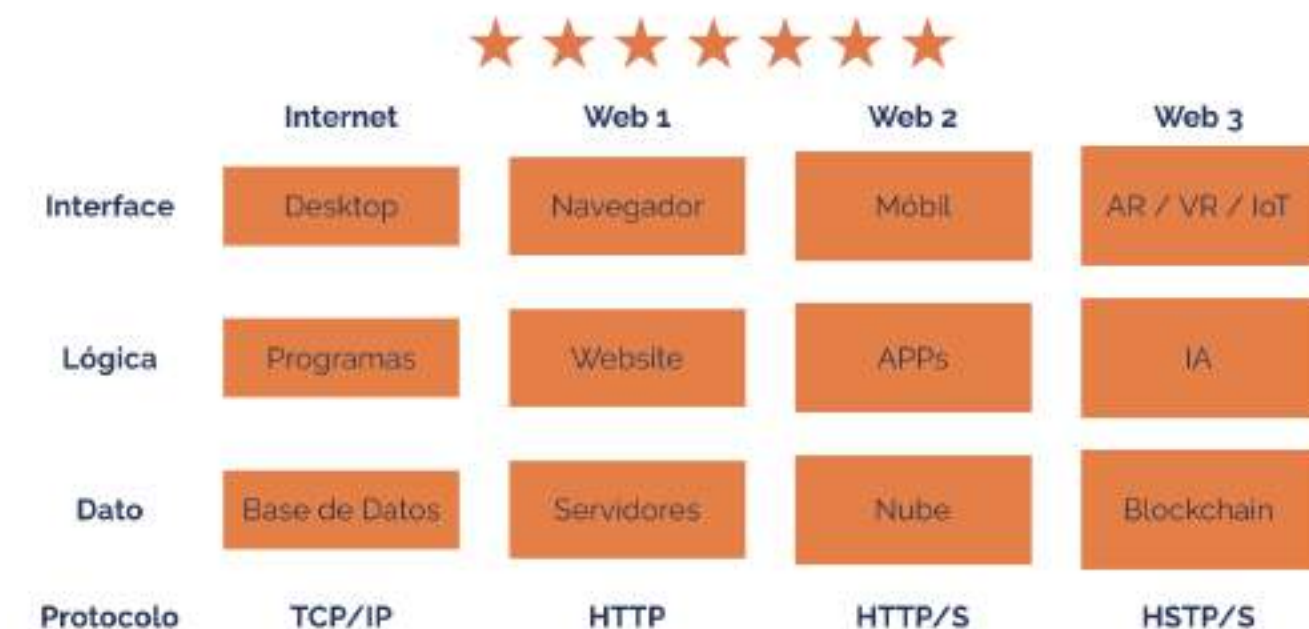 Internet Web 1 Web 2 Web 3
Interface Desktop Navegador Móbil AR / VR / IoT
Lógica Programas Website APPs IA
Dato Base de Datos Servidores Nube Blockchain
Protocolo TCP/IP HTTP HTTP/S HSTP/S